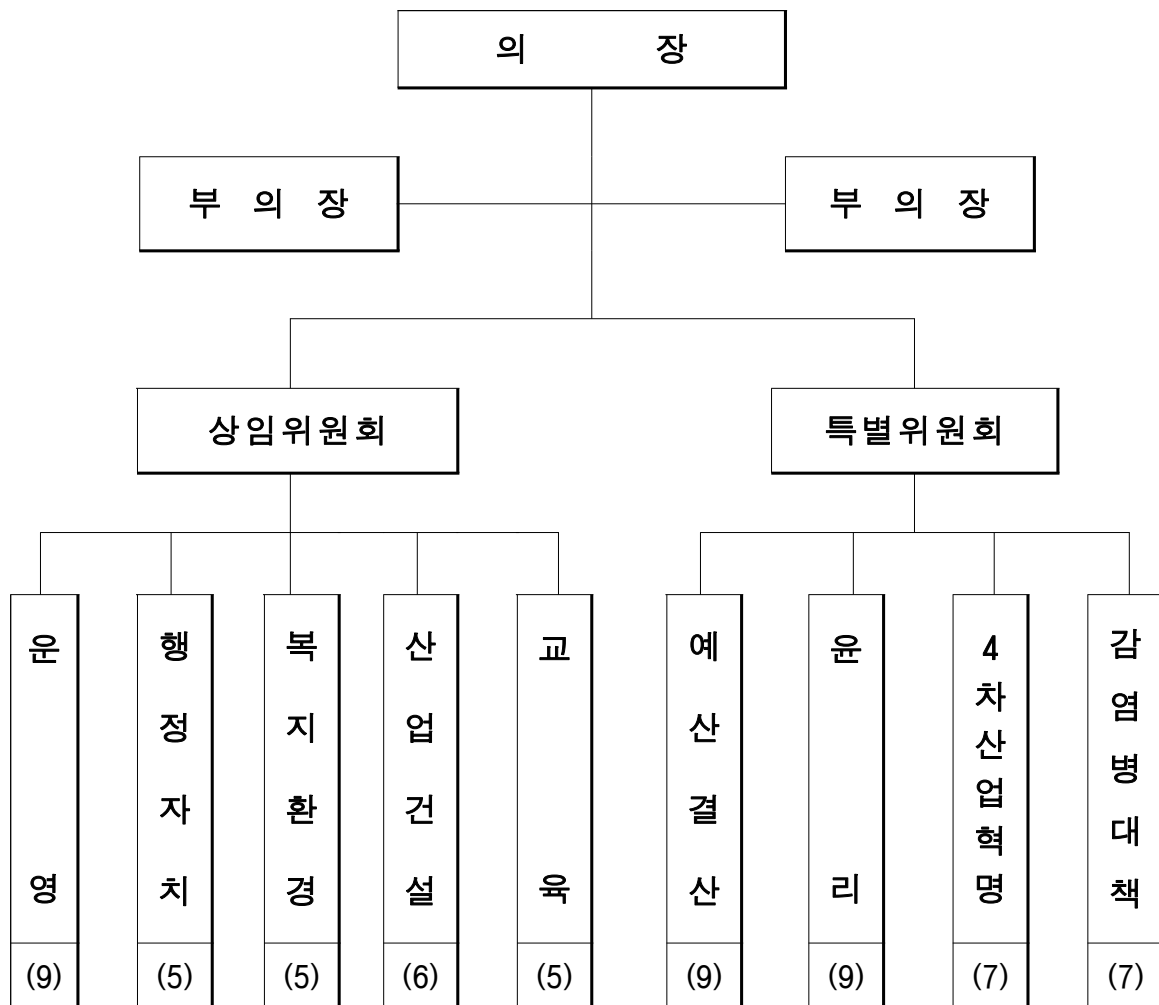 의 장
부 의 장
부 의 장
상임위원회
특별위원회
운영
행정자치
복지환경
산업건설
교육
예산결산
윤리
4차산업혁명
감염병대책
(9)
(5)
(5)
(6)
(5)
(9)
(9)
(7)
(7)